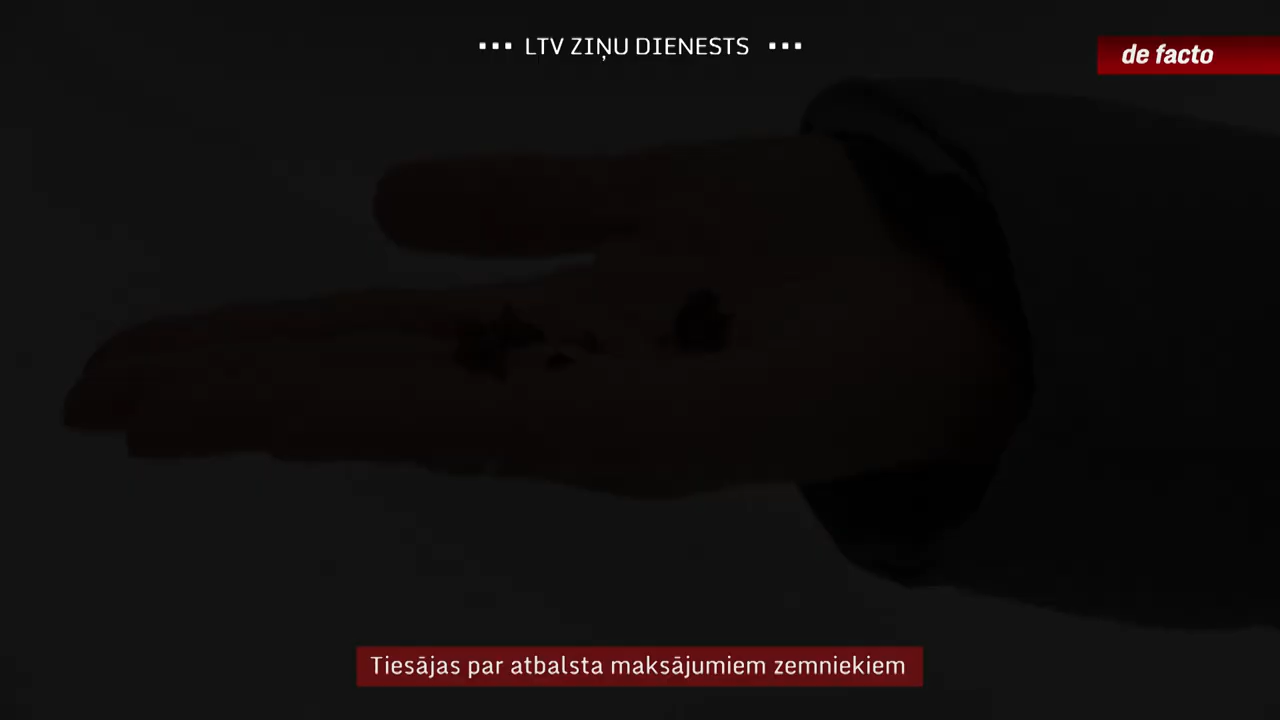 LTV ZIŅU DIENESTS
de facto
Tiesājas par atbalsta maksājumiem zemniekiem